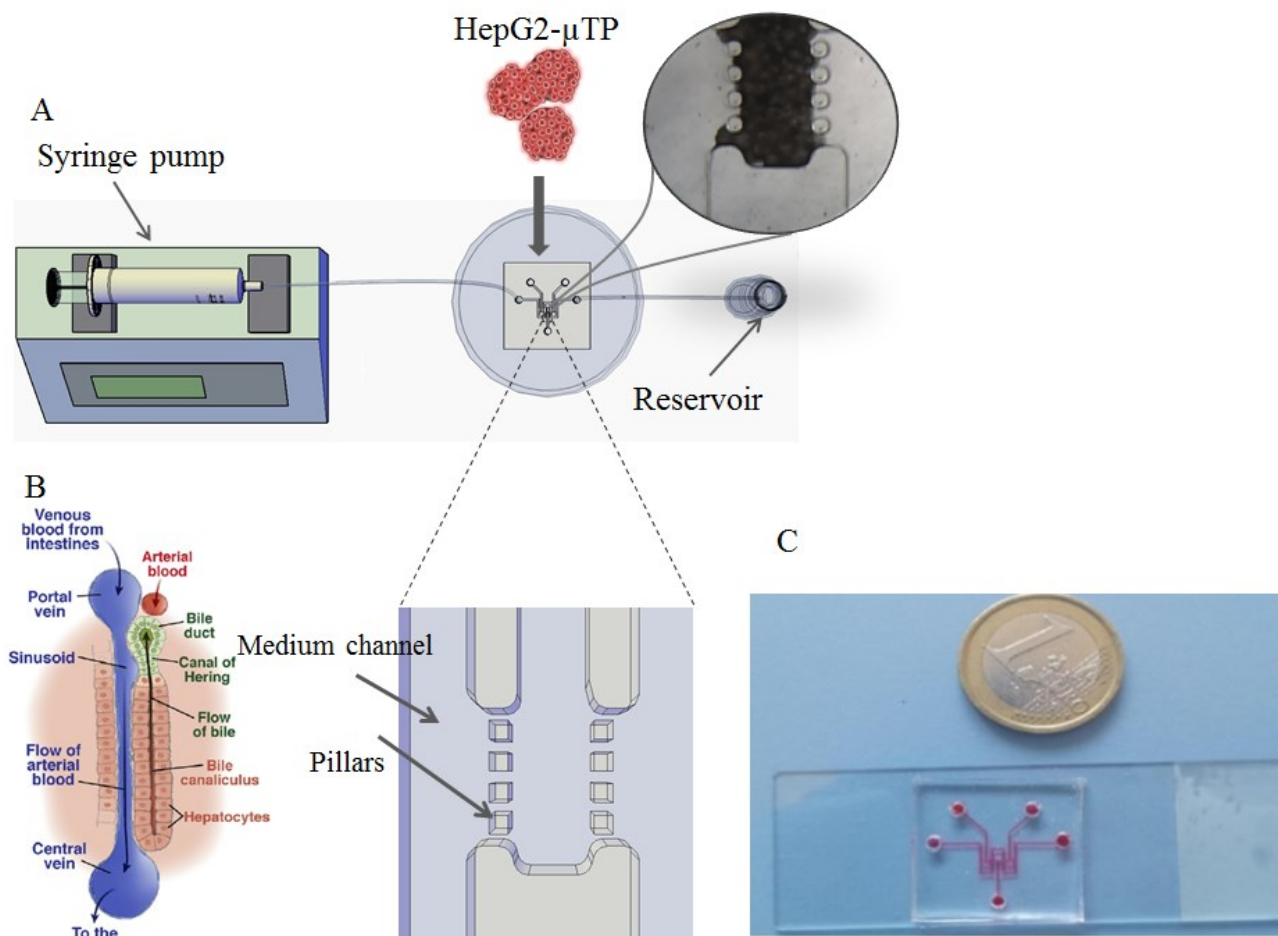 HepG2-µTP
A
Syringe pump
Reservoir
B
Venous
blood from
intestines
Arterial
blood
Portal
vein
Bile
duct
Sinusoid
Canal of
Hering
Flow
of bile
Flow of
arterial
blood
Bile
canaliculus
Hepatocytes
Central
vein
To the
Medium channel
Pillars
C
1